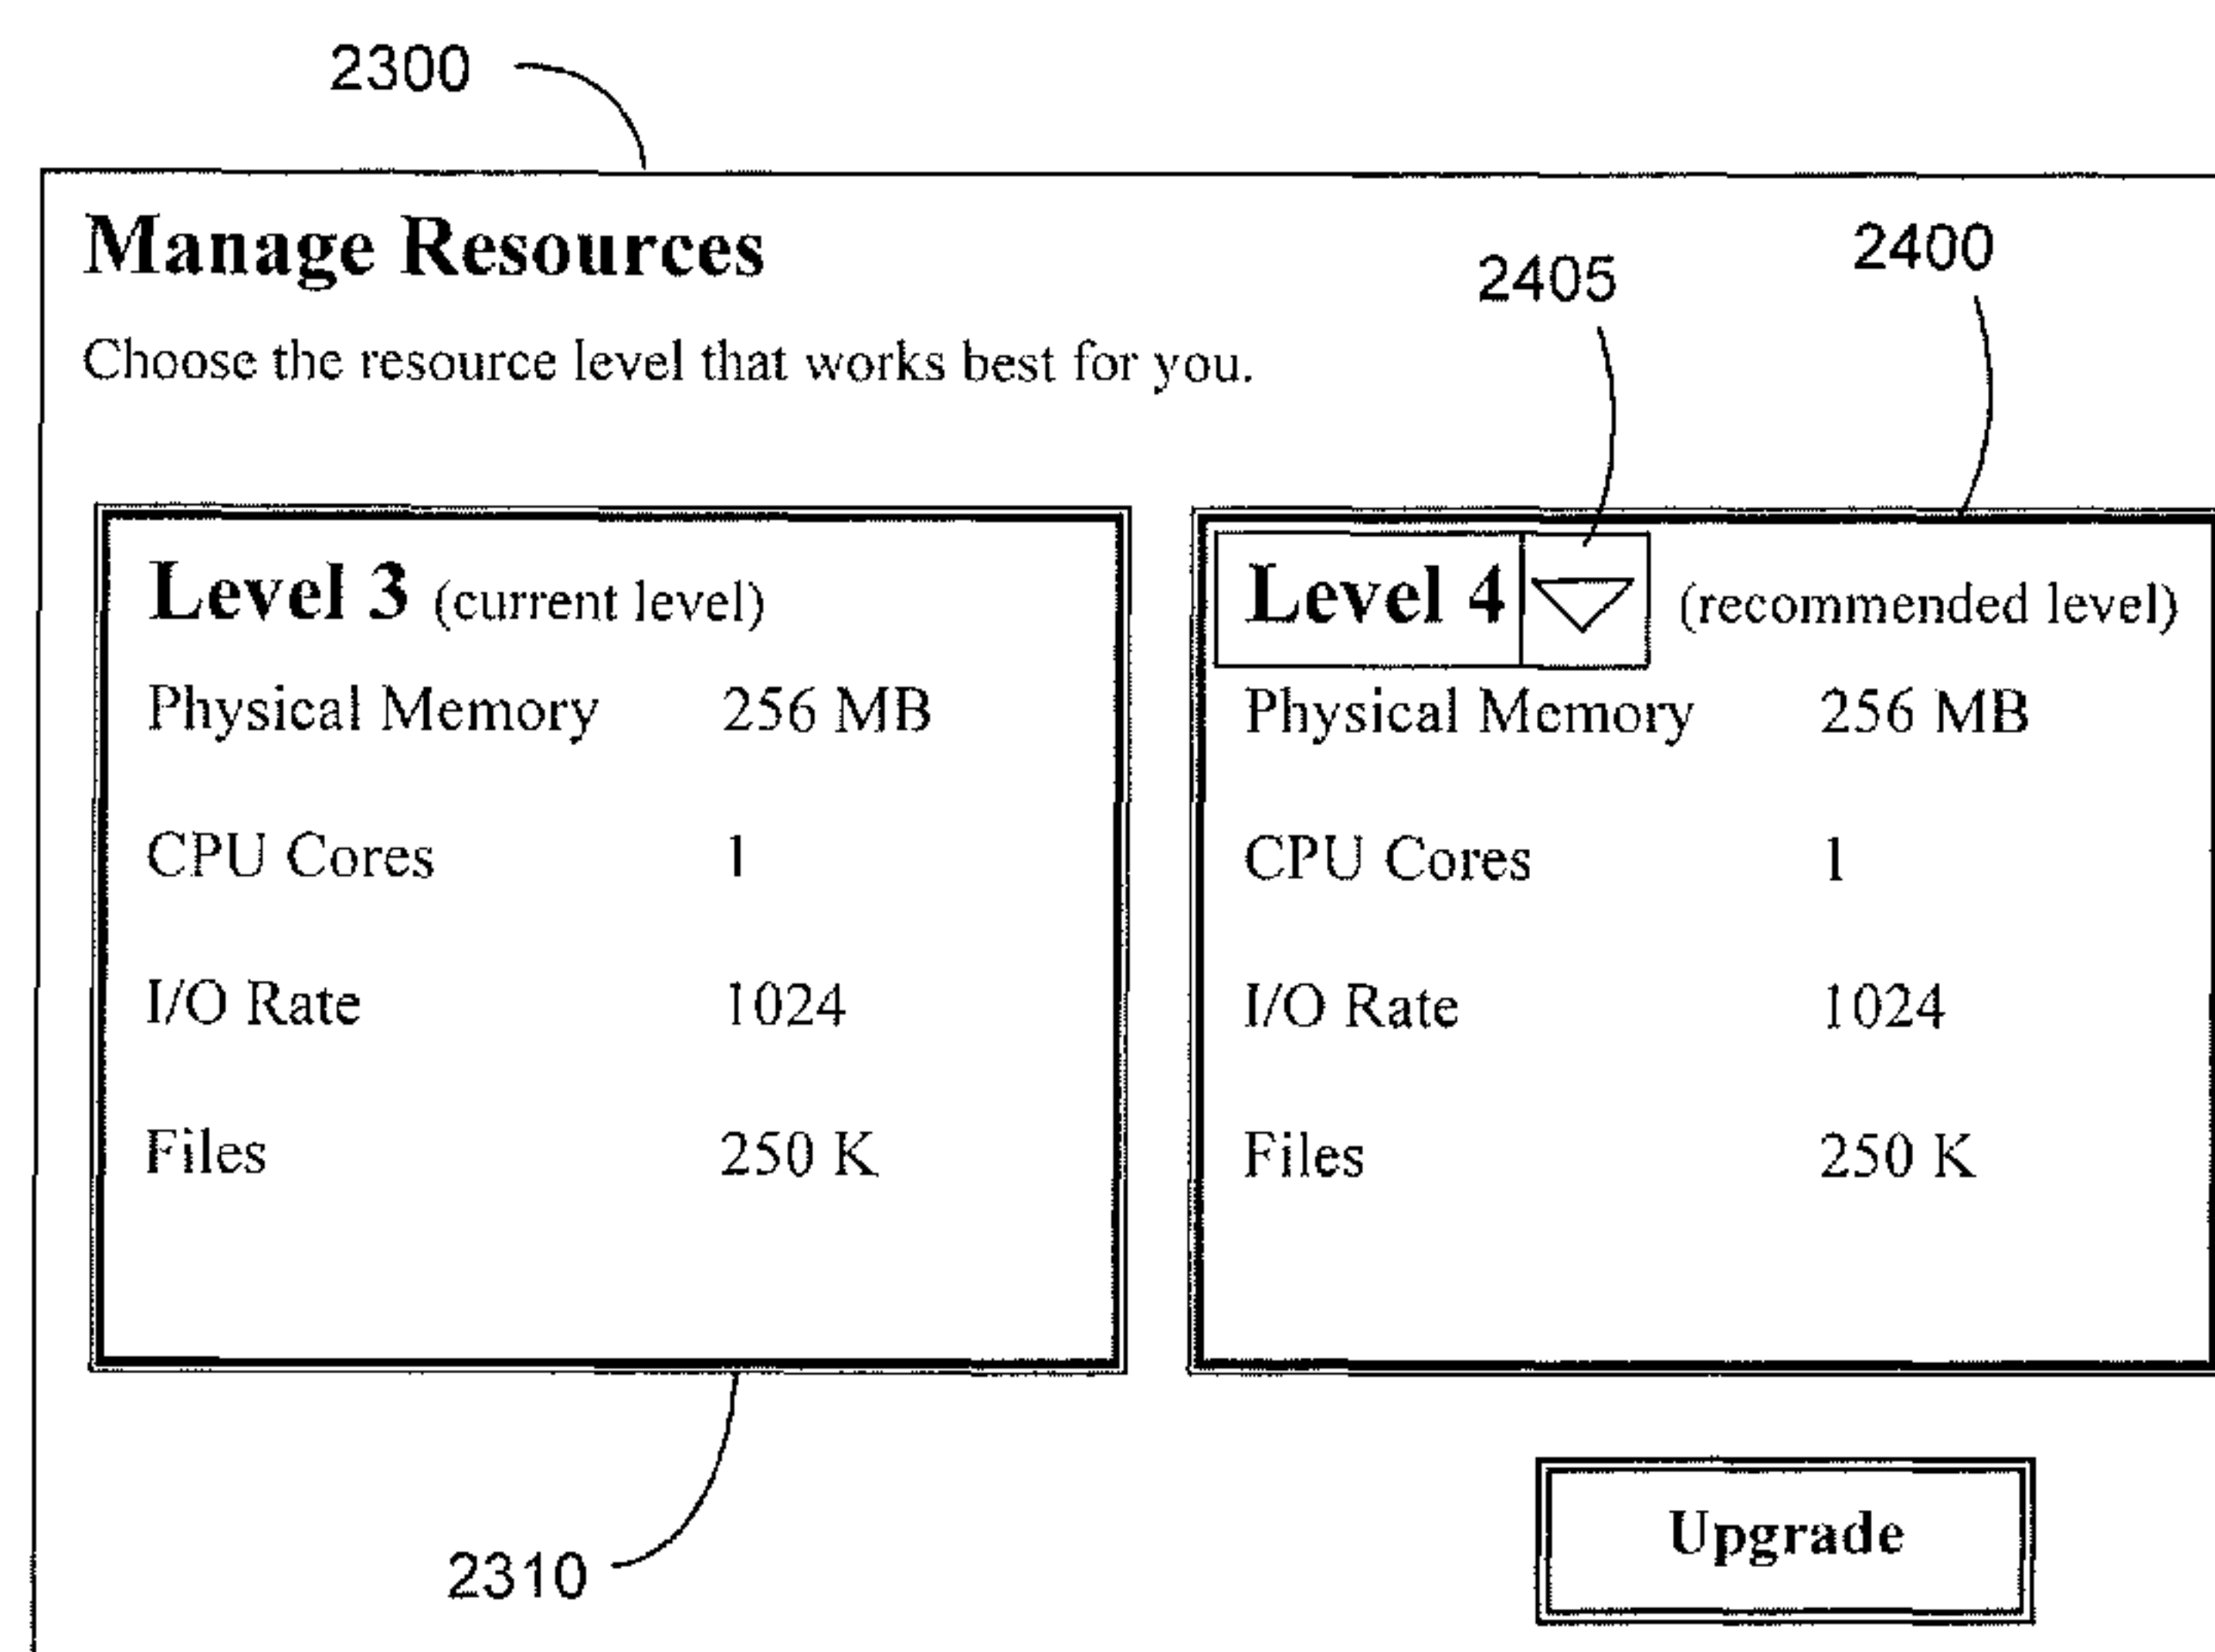 2300
Manage Resources
2405
2400
Choose the resource level that works best for you.
Level 3 (current level)
Physical Memory 256 MB
CPU Cores 1
I/O Rate 1024
Files 250 K
Level 4 (recommended level)
Physical Memory 256 MB
CPU Cores 1
I/O Rate 1024
Files 250 K
2310
Upgrade